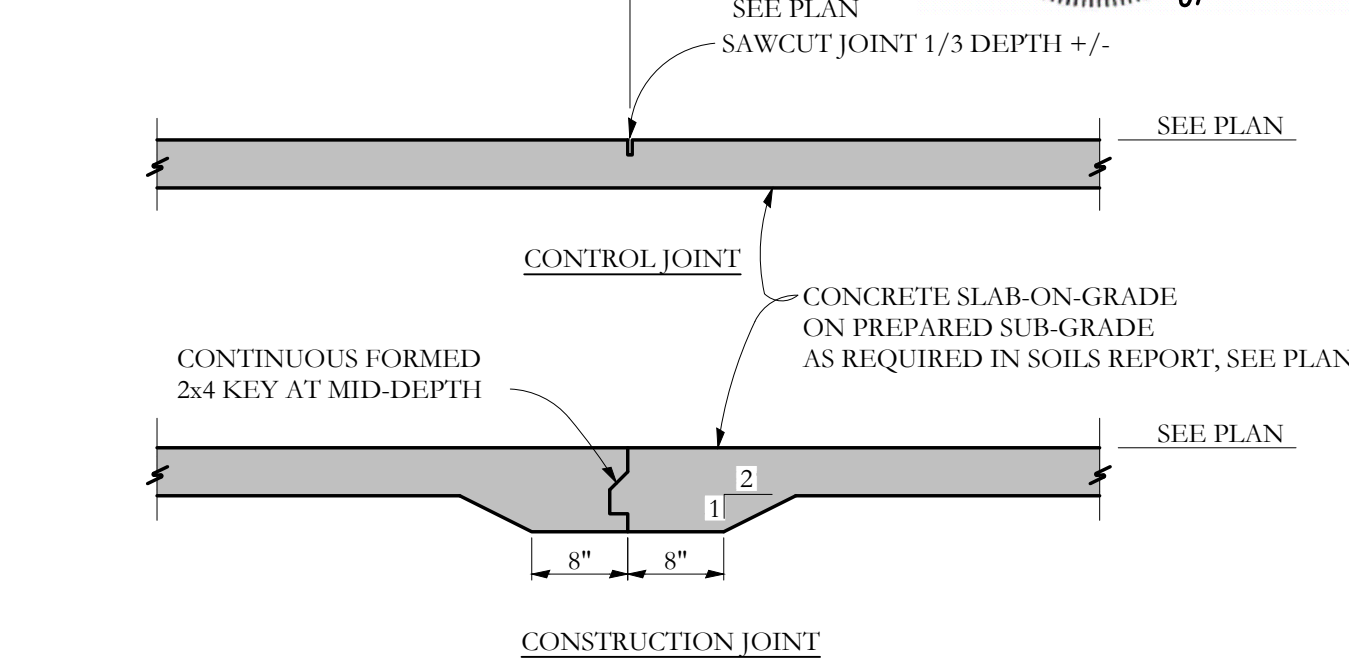 SEE PLAN
SAWCUT JOINT 1/3 DEPTH +/-
SEE PLAN
CONTROL JOINT
CONCRETE SLAB-ON-GRADE
ON PREPARED SUB-GRADE
AS REQUIRED IN SOILS REPORT, SEE PLAN
CONTINUOUS FORMED
2x4 KEY AT MID-DEPTH
SEE PLAN
2
1
8" 8"
CONSTRUCTION JOINT